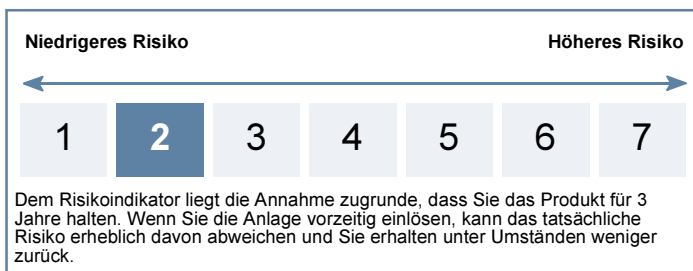 Niedrigeres Risiko Höheres Risiko
1 2 3 4 5 6 7
Dem Risikoindikator liegt die Annahme zugrunde, dass Sie das Produkt für 3
Jahre halten. Wenn Sie die Anlage vorzeitig einlösen, kann das tatsächliche
Risiko erheblich davon abweichen und Sie erhalten unter Umständen weniger
zurück.